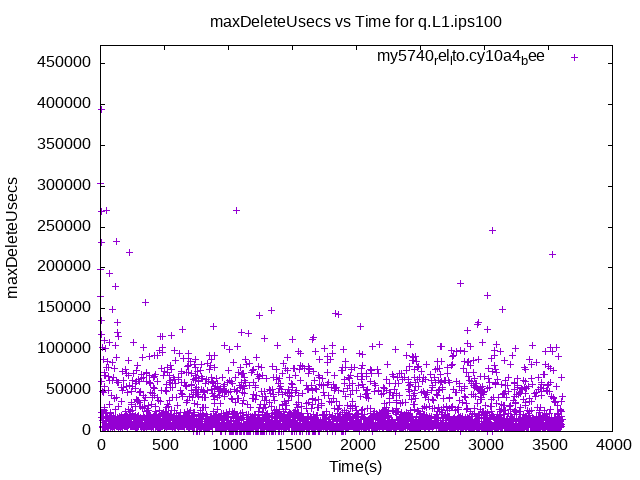 maxDeleteUsecs vs Time for q.L1.ips100
my5740rellto.cy10a4bee
450000
400000
350000
300000
250000
200000
150000
100000
50000
0
maxDeleteUsecs
0 500 1000 1500 2000 2500 3000 3500 4000
Time(s)